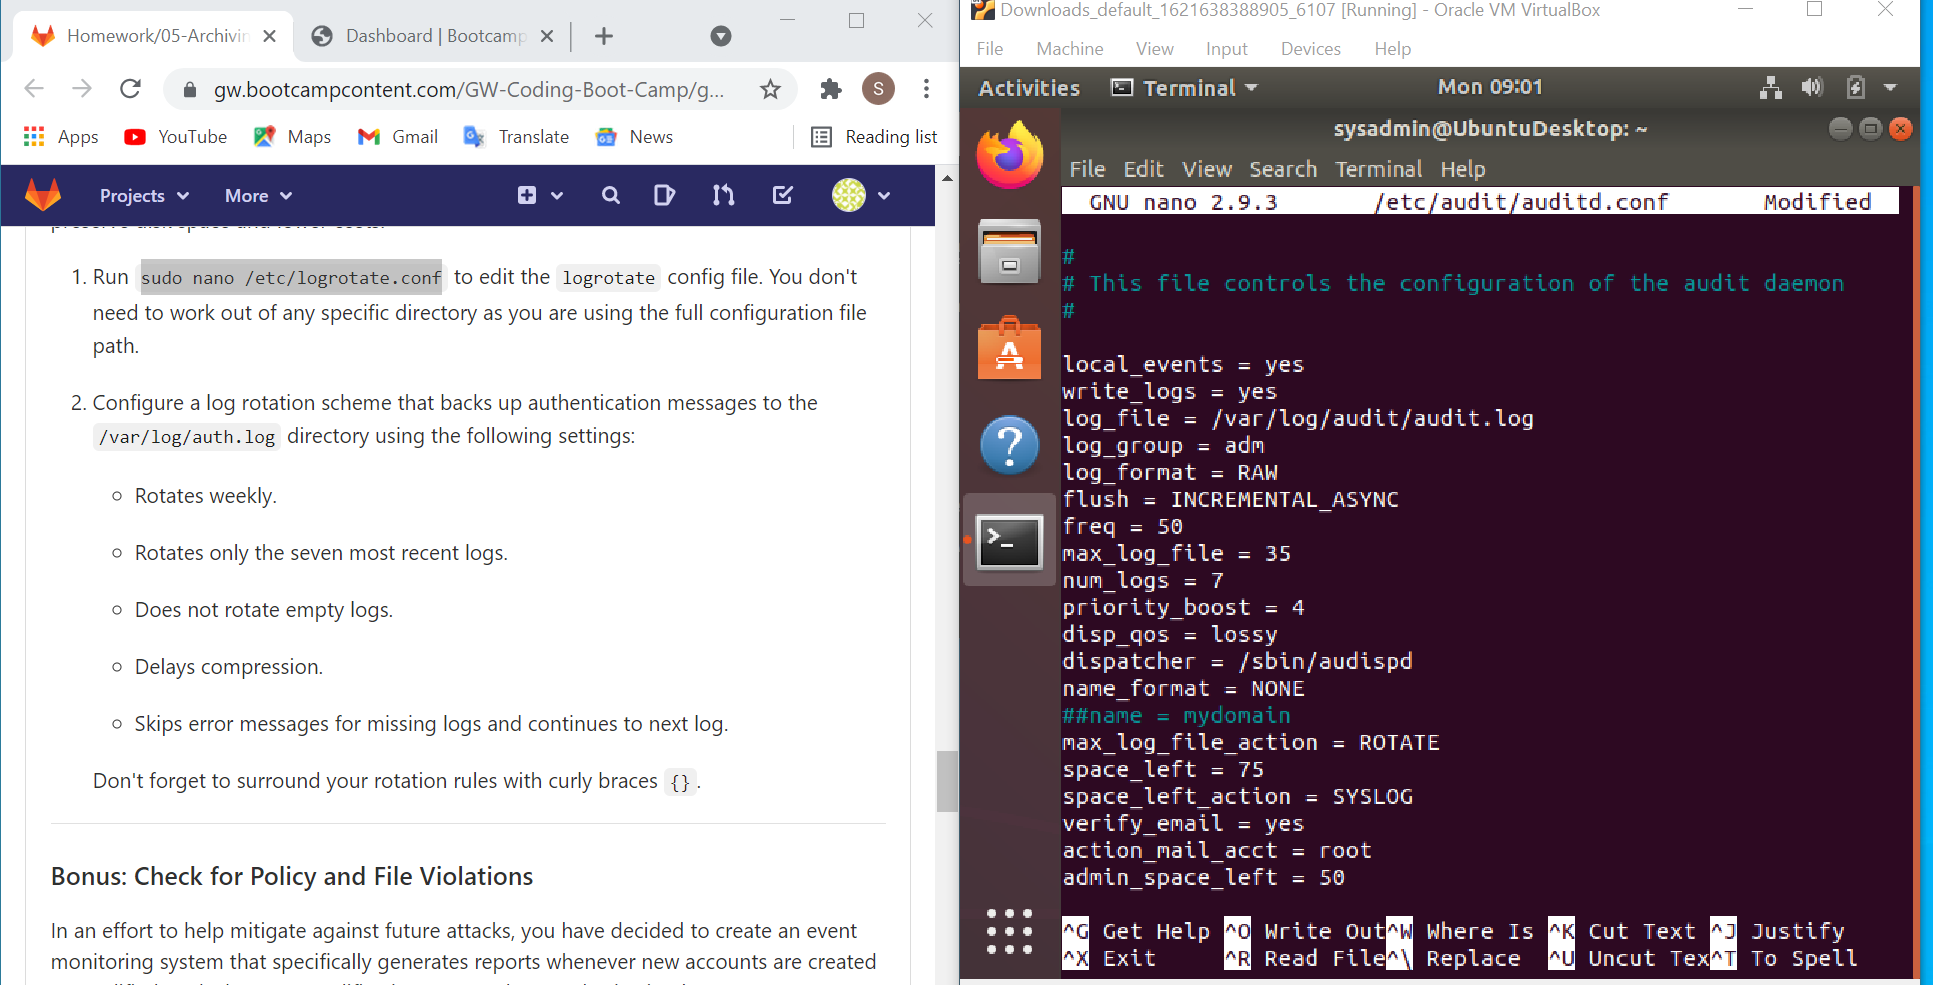 Homework/05-Archivin
Dashboard | Bootcamp
gw.bootcampcontent.com/GW-Coding-Boot-Camp/g...
S
Apps
YouTube
Maps
Gmail
Translate
News
Reading list
Projects
More
1. Run sudo nano /etc/logrotate.conf to edit the logrotate config file. You don't
need to work out of any specific directory as you are using the full configuration file
path.
2. Configure a log rotation scheme that backs up authentication messages to the
/var/log/auth.log directory using the following settings:
Rotates weekly.
Rotates only the seven most recent logs.
Does not rotate empty logs.
Delays compression.
Skips error messages for missing logs and continues to next log.
Don't forget to surround your rotation rules with curly braces {}.
Bonus: Check for Policy and File Violations
In an effort to help mitigate against future attacks, you have decided to create an event
monitoring system that specifically generates reports whenever new accounts are created
Downloads_default_1621638388905_6107 [Running] - Oracle VM VirtualBox
File Machine View Input Devices Help
Activities Terminal Mon 09:01
sysadmin@UbuntuDesktop: ~
File Edit View Search Terminal Help
GNU nano 2.9.3 /etc/audit/auditd.conf Modified
#
# This file controls the configuration of the audit daemon
#
local_events = yes
write_logs = yes
log_file = /var/log/audit/audit.log
log_group = adm
log_format = RAW
flush = INCREMENTAL_ASYNC
freq = 50
max_log_file = 35
num_logs = 7
priority_boost = 4
disp_qos = lossy
dispatcher = /sbin/audispd
name_format = NONE
##name = mydomain
max_log_file_action = ROTATE
space_left = 75
space_left_action = SYSLOG
verify_email = yes
action_mail_acct = root
admin_space_left = 50
^G Get Help ^O Write Out ^W Where Is ^K Cut Text ^J Justify
^X Exit ^R Read File ^\ Replace ^U Uncut Tex ^T To Spell